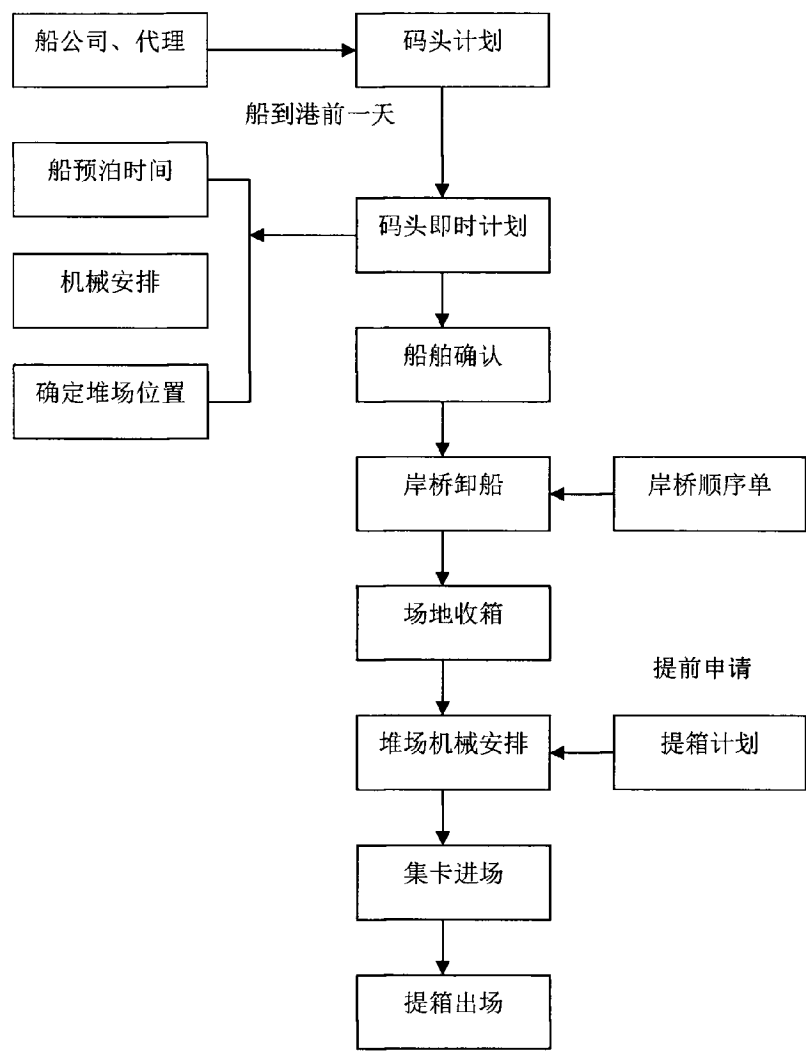 船公司、代理
码头计划
船到港前一天
船预泊时间
码头即时计划
机械安排
船舶确认
确定堆场位置
岸桥卸船
岸桥顺序单
场地收箱
提前申请
堆场机械安排
提箱计划
集卡进场
提箱出场